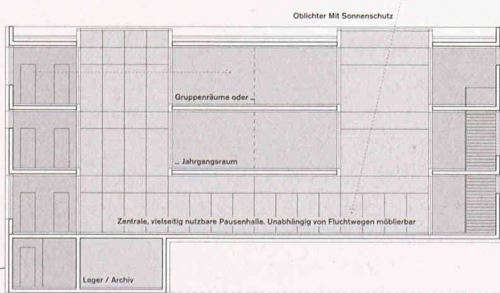 Oblichter Mit Sonnenschutz
Gruppenräume oder ..
.. Jahrgangsraum
Zentrale, vielseitig nutzbare Pausenhalle. Unabhängig von Fluchtwegen möblierbar
Lager / Archiv